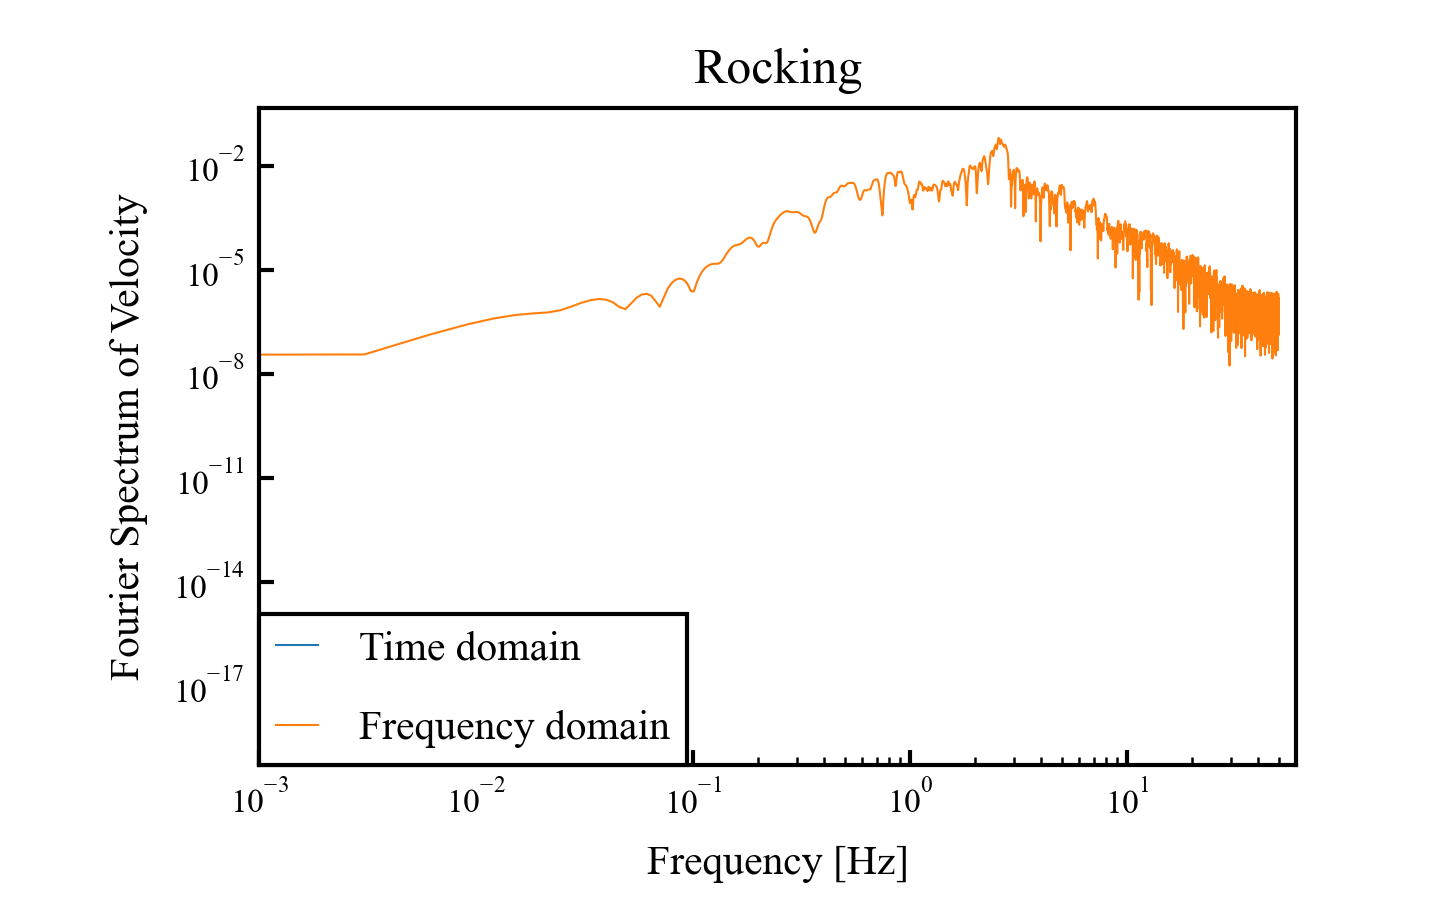 Rocking
Fourier Spectrum of Velocity
10⁻²
10⁻⁵
10⁻⁸
10⁻¹¹
10⁻¹⁴
10⁻¹⁷
Time domain
Frequency domain
10⁻³ 10⁻² 10⁻¹ 10⁰ 10¹
Frequency [Hz]